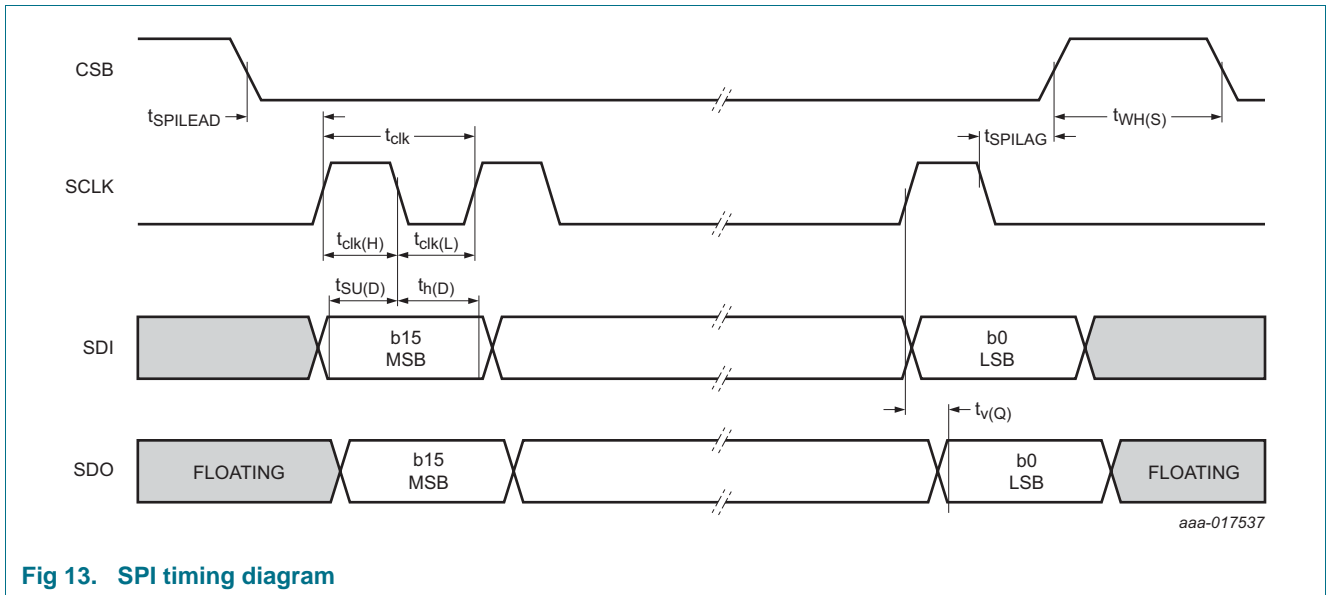 CSB
tSPILEAD
tclk
tSPILAG
tWH(S)
SCLK
tclk(H)
tclk(L)
tSU(D)
th(D)
SDI
b15
MSB
b0
LSB
tv(Q)
SDO
FLOATING
b15
MSB
b0
LSB
FLOATING
aaa-017537
Fig 13. SPI timing diagram